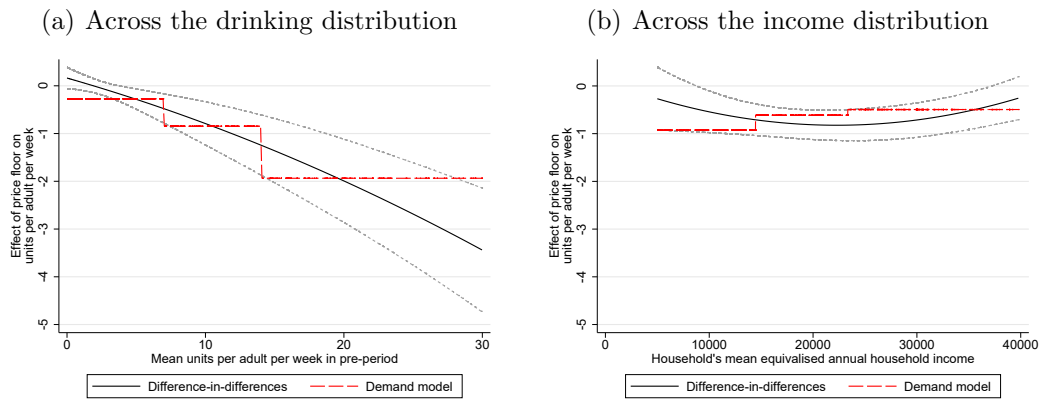 (a) Across the drinking distribution
Effect of price floor on
units per adult per week
0
-1
-2
-3
-4
-5
0
10
20
30
Mean units per adult per week in pre-period
Difference-in-differences
Demand model
(b) Across the income distribution
Effect of price floor on
units per adult per week
0
-1
-2
-3
-4
-5
0
10000
20000
30000
40000
Household's mean equivalised annual household income
Difference-in-differences
Demand model